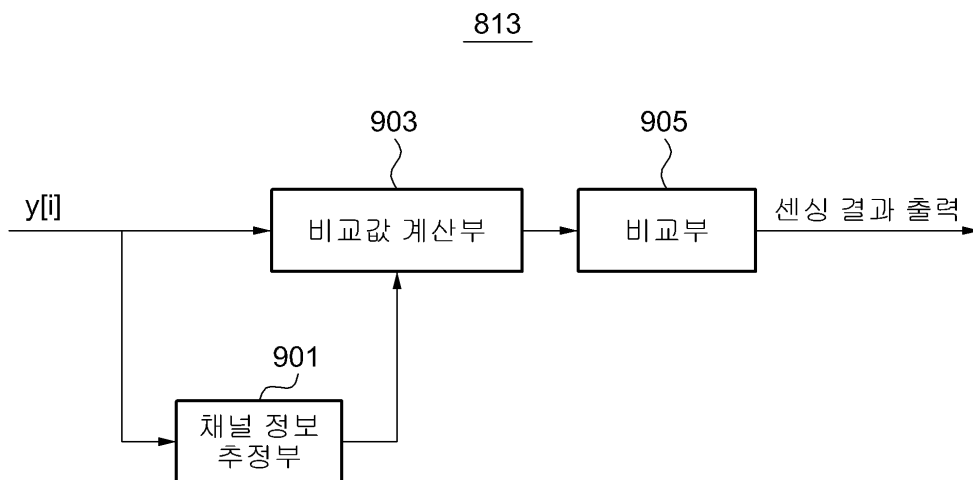 813
903
905
y[i]
비교값 계산부
비교부
센싱 결과 출력
901
채널 정보
추정부